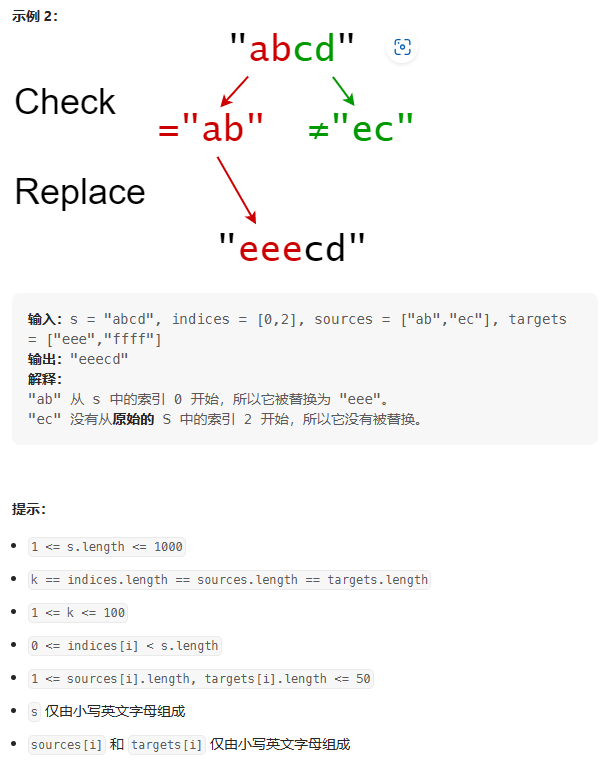 示例 2：
"abcd"
Check
="ab" ≠"ec"
Replace
"eeecd"
输入：s = "abcd", indices = [0,2], sources = ["ab","ec"], targets
= ["eee","ffff"]
输出："eeecd"
解释：
"ab" 从 s 中的索引 0 开始，所以它被替换为 "eee"。
"ec" 没有从原始的 S 中的索引 2 开始，所以它没有被替换。
提示：
1 <= s.length <= 1000
k == indices.length == sources.length == targets.length
1 <= k <= 100
0 <= indices[i] < s.length
1 <= sources[i].length, targets[i].length <= 50
s 仅由小写英文字母组成
sources[i] 和 targets[i] 仅由小写英文字母组成